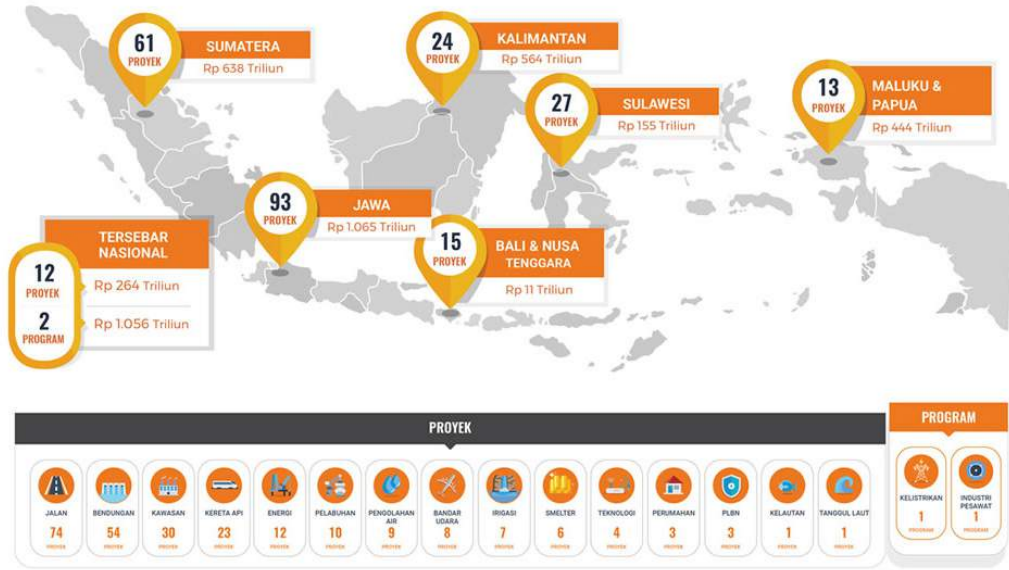 61
PROYEK
SUMATERA
Rp 638 Triliun
24
PROYEK
KALIMANTAN
Rp 564 Triliun
27
PROYEK
SULAWESI
Rp 155 Triliun
13
PROYEK
MALUKU &
PAPUA
Rp 444 Triliun
93
PROYEK
JAWA
Rp 1.065 Triliun
15
PROYEK
BALI & NUSA
TENGGARA
Rp 11 Triliun
TERSEBAR
NASIONAL
12
PROYEK
Rp 264 Triliun
2
PROGRAM
Rp 1.056 Triliun
PROYEK
JALAN
74
PROYEK
BENDUNGAN
54
PROYEK
KAWASAN
30
PROYEK
KERETA API
23
PROYEK
ENERGI
12
PROYEK
PELABUHAN
10
PROYEK
PENGOLAHAN
AIR
9
PROYEK
BANDAR
UDARA
8
PROYEK
IRIGASI
7
PROYEK
SMELTER
6
PROYEK
TEKNOLOGI
4
PROYEK
PERUMAHAN
3
PROYEK
PLBN
3
PROYEK
KELAUTAN
1
PROYEK
TANGGUL LAUT
1
PROYEK
PROGRAM
KELISTRIKAN
1
PROGRAM
INDUSTRI
PESAWAT
1
PROGRAM